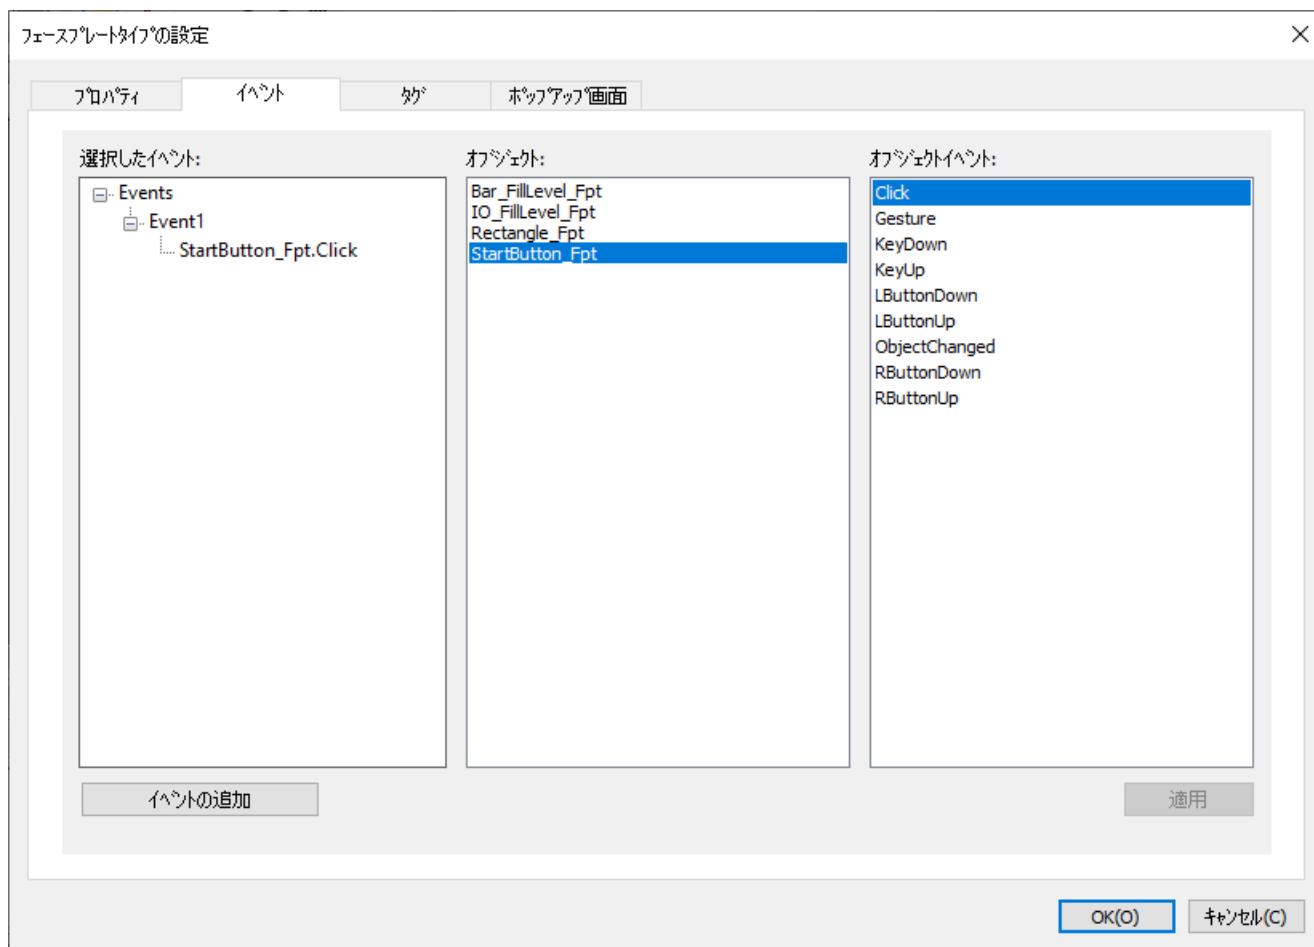 フェースプレートタイプの設定
プロパティ
イベント
タグ
ポップアップ画面
選択したイベント:
Events
Event1
StartButton_Fpt.Click
イベントの追加
オブジェクト:
Bar_FillLevel_Fpt
IO_FillLevel_Fpt
Rectangle_Fpt
StartButton_Fpt
オブジェクトイベント:
Click
Gesture
KeyDown
KeyUp
LButtonDown
LButtonUp
ObjectChanged
RButtonDown
RButtonUp
適用
OK(O)
キャンセル(C)